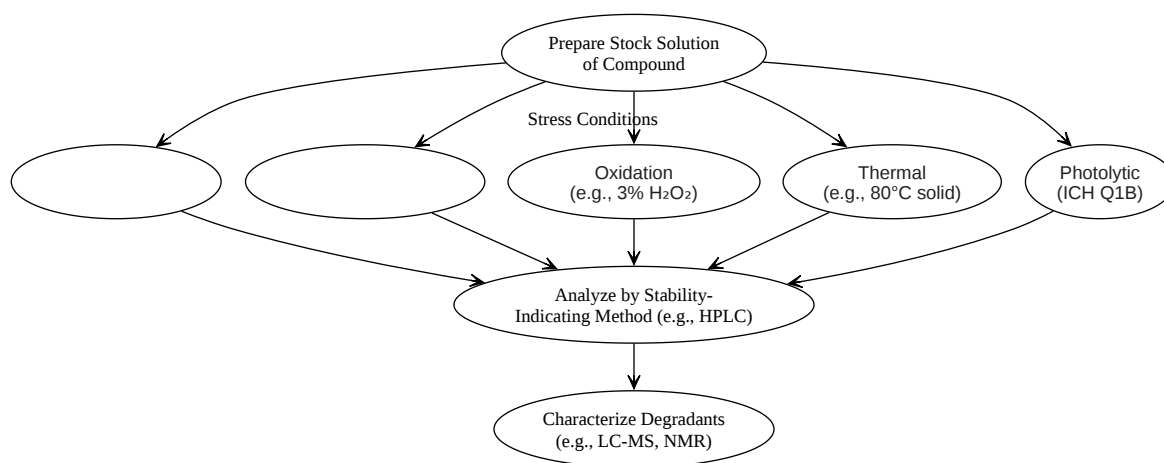 Prepare Stock Solution
of Compound
Stress Conditions
Oxidation
(e.g., 3% H₂O₂)
Thermal
(e.g., 80°C solid)
Photolytic
(ICH Q1B)
Analyze by Stability-
Indicating Method (e.g., HPLC)
Characterize Degradants
(e.g., LC-MS, NMR)